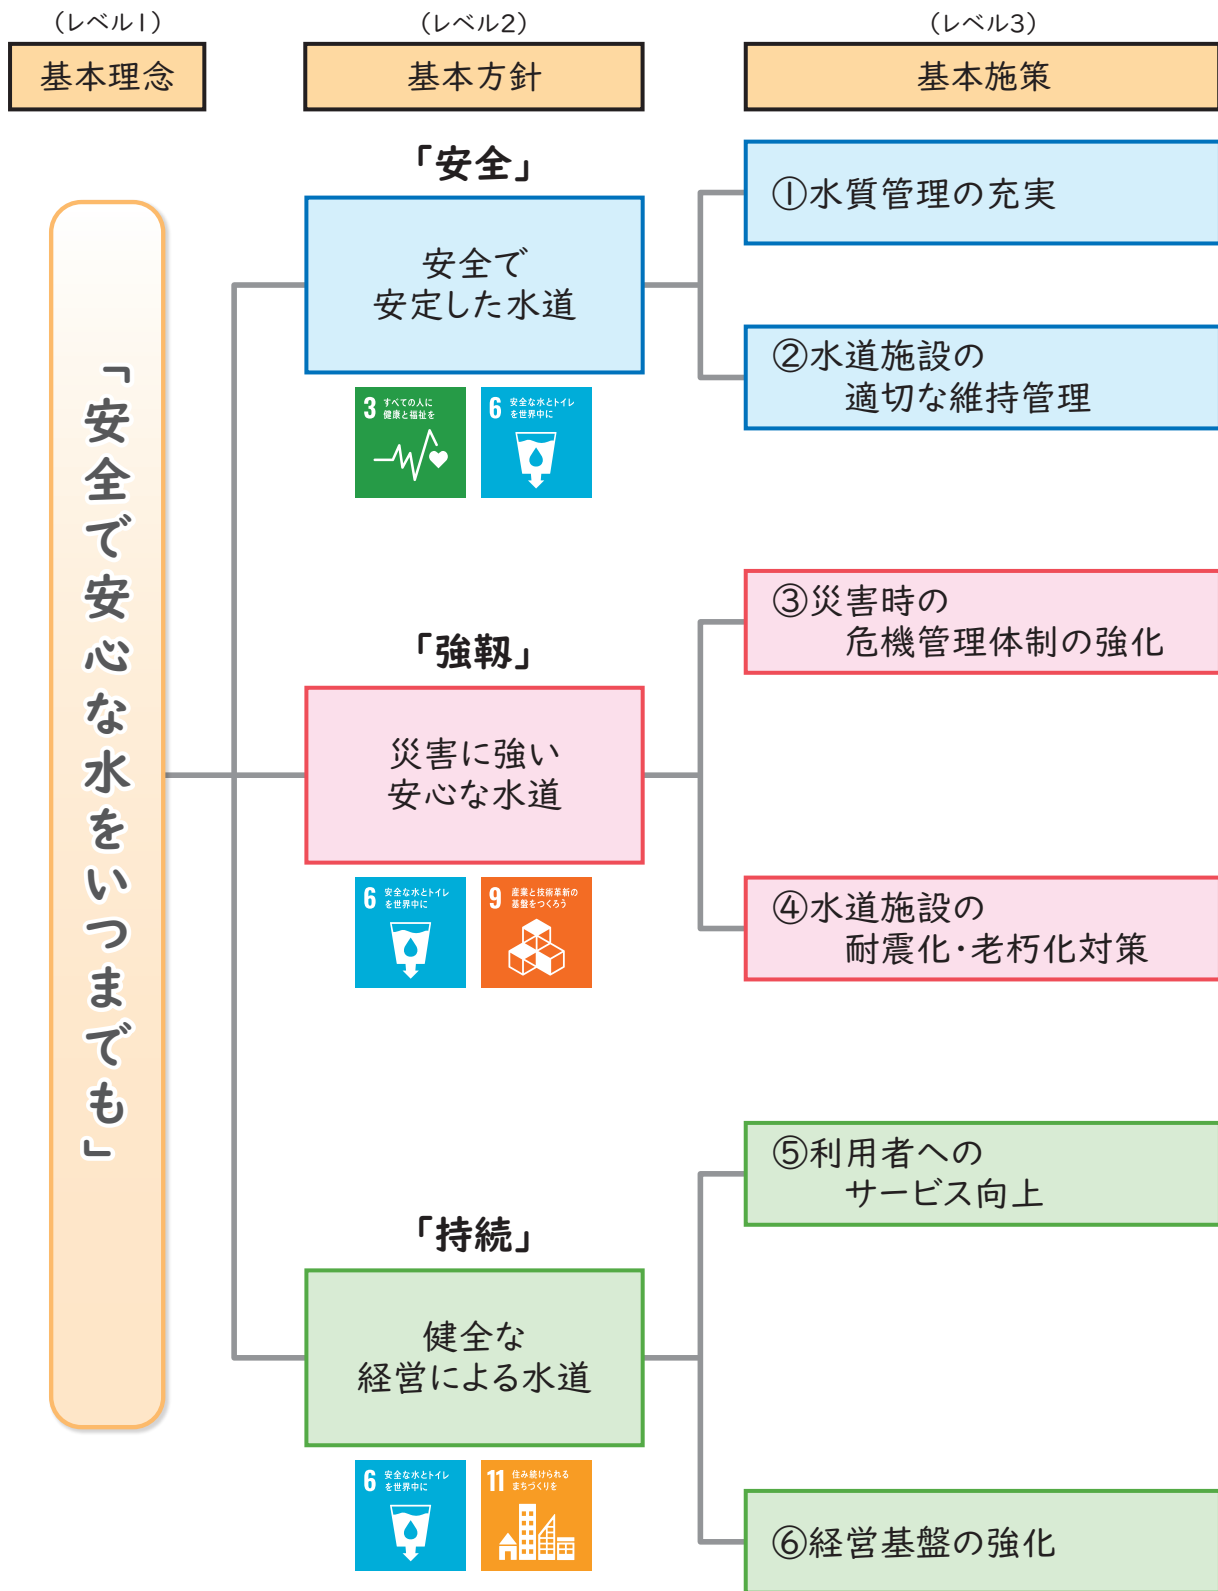 (レベル1)
基本理念
(レベル2)
基本方針
(レベル3)
基本施策
「安全で安心な水をいつまでも」
「安全」
安全で
安定した水道
3 すべての人に
健康と福祉を
6 安全な水とトイレ
を世界中に
①水質管理の充実
②水道施設の
適切な維持管理
「強靱」
災害に強い
安心な水道
6 安全な水とトイレ
を世界中に
9 産業と技術革新の
基盤をつくろう
③災害時の
危機管理体制の強化
④水道施設の
耐震化・老朽化対策
「持続」
健全な
経営による水道
6 安全な水とトイレ
を世界中に
11 住み続けられる
まちづくりを
⑤利用者への
サービス向上
⑥経営基盤の強化